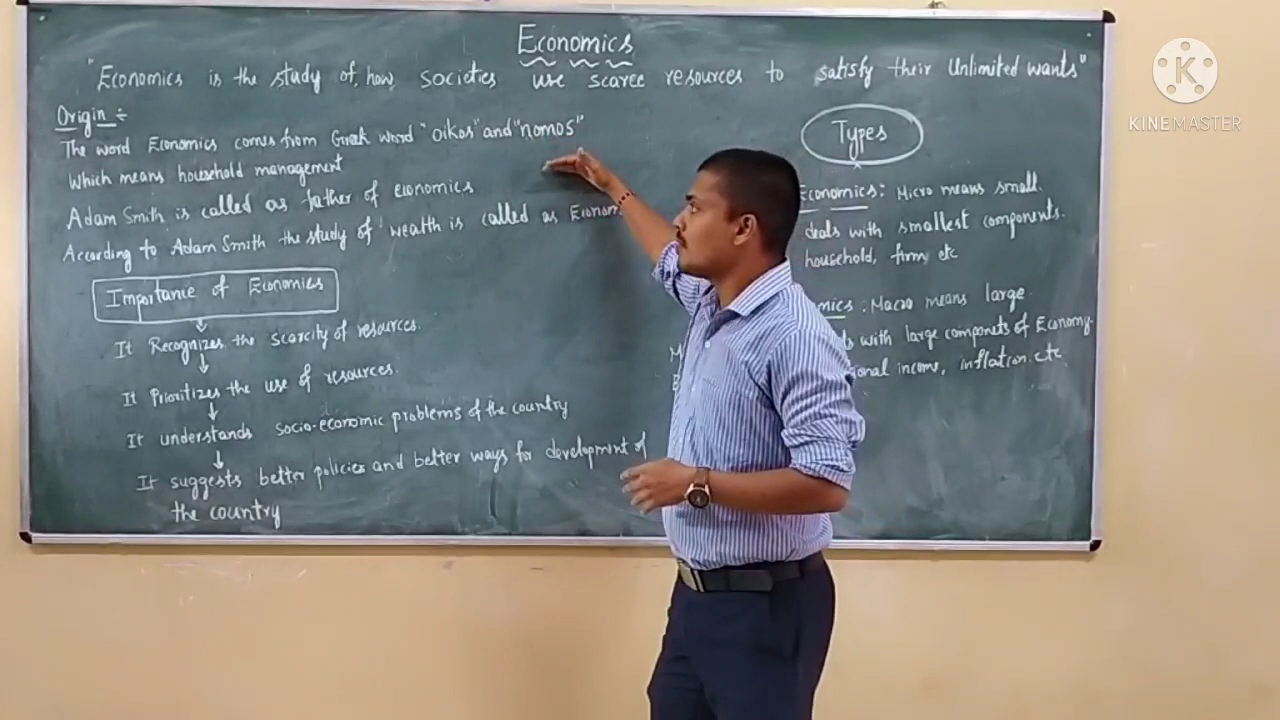 Economics
"Economics is the study of, how societies use scarce resources to satisfy their Unlimited wants"
Origin :-
The word Economics comes from Greek word "oikos" and "nomos"
Which means household management
Adam Smith is called as father of economics
According to Adam Smith the study of wealth is called as Econom
Importance of Economics
It Recognizes the scarcity of resources.
It Prioritizes the use of resources.
It understands socio-economic problems of the country
It suggests better policies and better ways for development of
the country
Types
Economics: Micro means small.
deals with smallest components.
household, firm etc
mics: Macro means large
with large componets of Economy.
onal income, inflation. etc
K
KINEMASTER